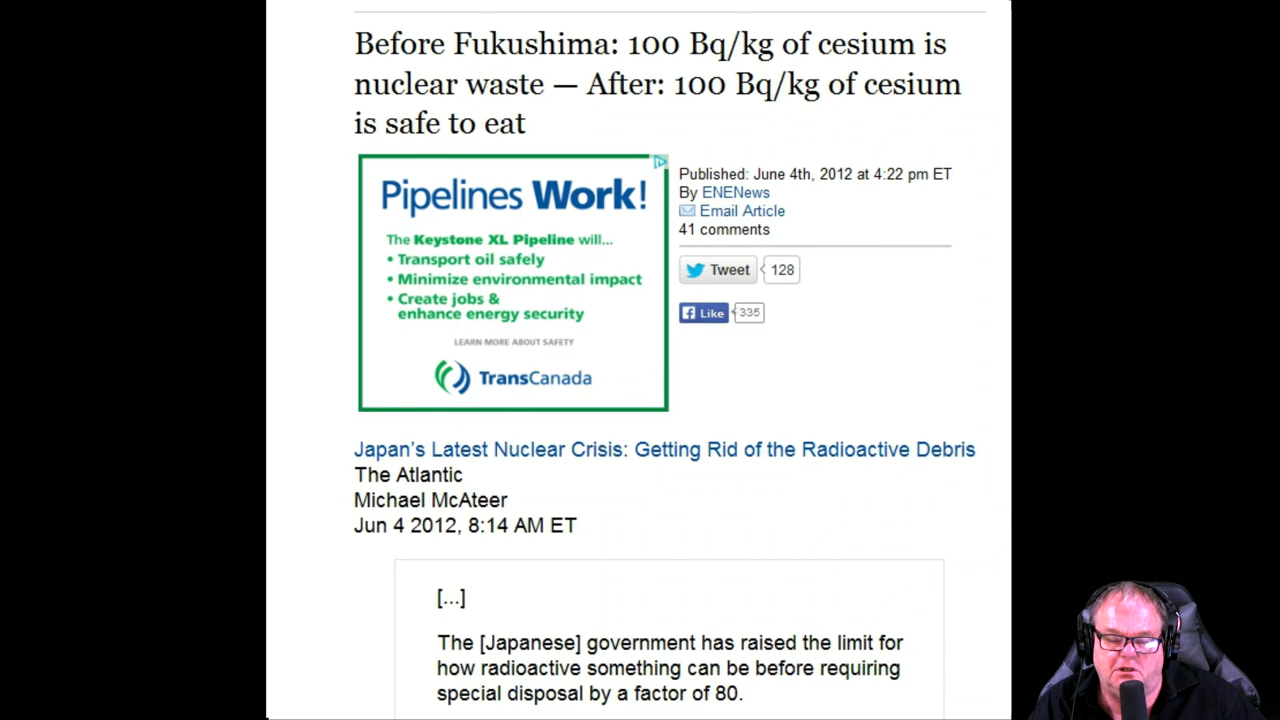 Before Fukushima: 100 Bq/kg of cesium is
nuclear waste — After: 100 Bq/kg of cesium
is safe to eat
Pipelines Work!
The Keystone XL Pipeline will...
• Transport oil safely
• Minimize environmental impact
• Create jobs &
enhance energy security
LEARN MORE ABOUT SAFETY
TransCanada
Published: June 4th, 2012 at 4:22 pm ET
By ENENews
Email Article
41 comments
Tweet 128
Like 335
Japan's Latest Nuclear Crisis: Getting Rid of the Radioactive Debris
The Atlantic
Michael McAteer
Jun 4 2012, 8:14 AM ET
[...]
The [Japanese] government has raised the limit for
how radioactive something can be before requiring
special disposal by a factor of 80.